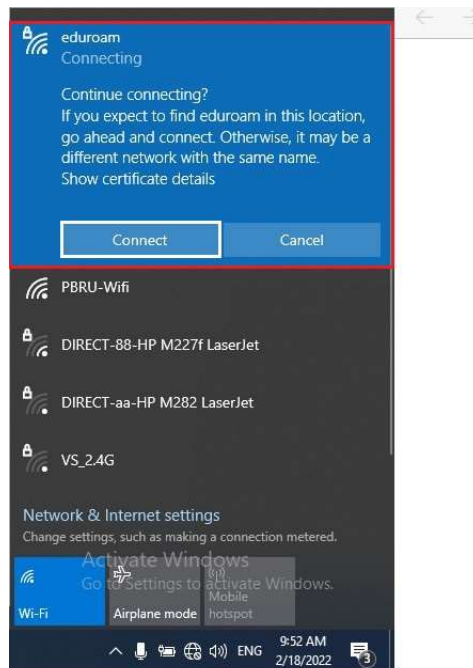 eduroam
Connecting
Continue connecting?
If you expect to find eduroam in this location,
go ahead and connect. Otherwise, it may be a
different network with the same name.
Show certificate details
Connect
Cancel
PBRU-Wifi
DIRECT-88-HP M227f LaserJet
DIRECT-aa-HP M282 LaserJet
VS_2.4G
Network & Internet settings
Change settings, such as making a connection metered.
Activate Windows
Go to Settings to activate Windows.
Wi-Fi
Airplane mode
Mobile
hotspot
ENG
9:52 AM
2/18/2022
3